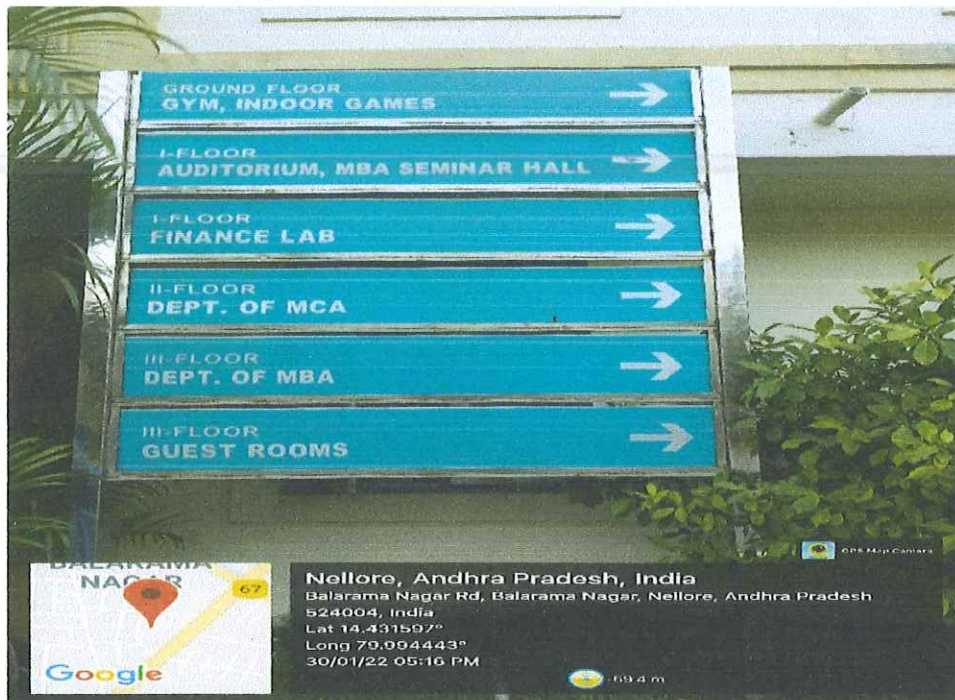 GROUND FLOOR
GYM, INDOOR GAMES
I-FLOOR
AUDITORIUM, MBA SEMINAR HALL
I-FLOOR
FINANCE LAB
II-FLOOR
DEPT. OF MCA
III-FLOOR
DEPT. OF MBA
III-FLOOR
GUEST ROOMS
GPS Map Camera
BALARAMA
NAGAR
67
Google
Nellore, Andhra Pradesh, India
Balarama Nagar Rd, Balarama Nagar, Nellore, Andhra Pradesh
524004, India
Lat 14.431597°
Long 79.994443°
30/01/22 05:16 PM
-69.4 m